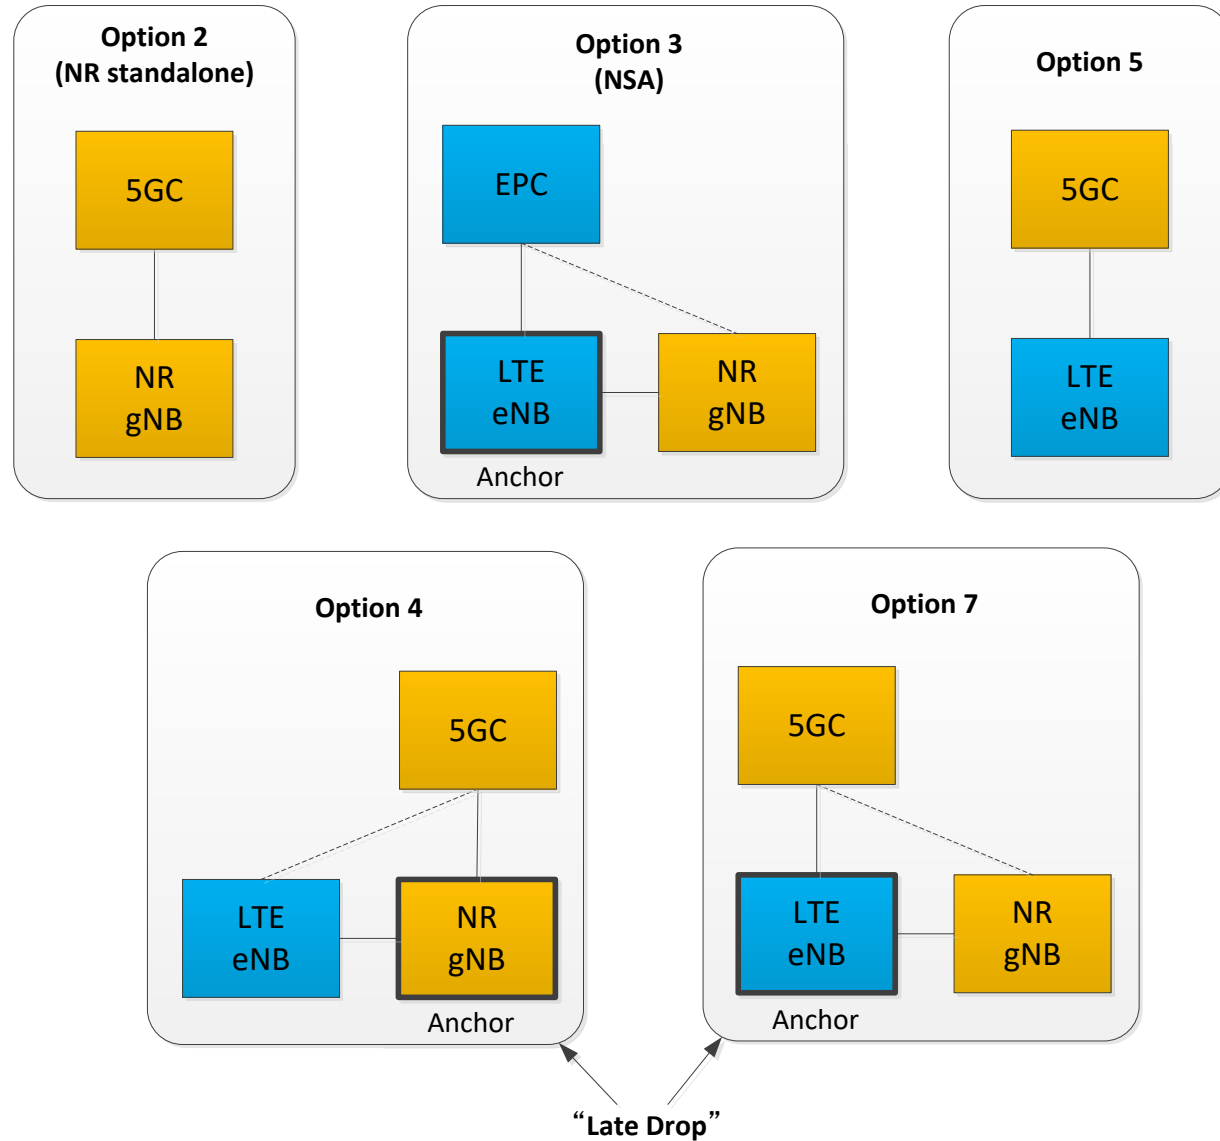 Option 2
(NR standalone)
5GC
NR
gNB
Option 3
(NSA)
EPC
LTE
eNB
NR
gNB
Anchor
Option 5
5GC
LTE
eNB
Option 4
5GC
LTE
eNB
NR
gNB
Anchor
Option 7
5GC
LTE
eNB
NR
gNB
Anchor
“Late Drop”